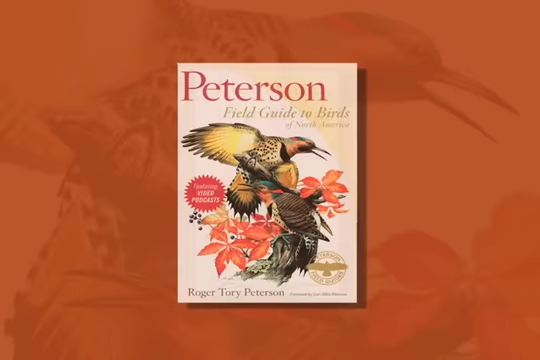 Peterson
Field Guide to Birds
of North America
Featuring
VIDEO
PODCASTS
Roger Tory Peterson